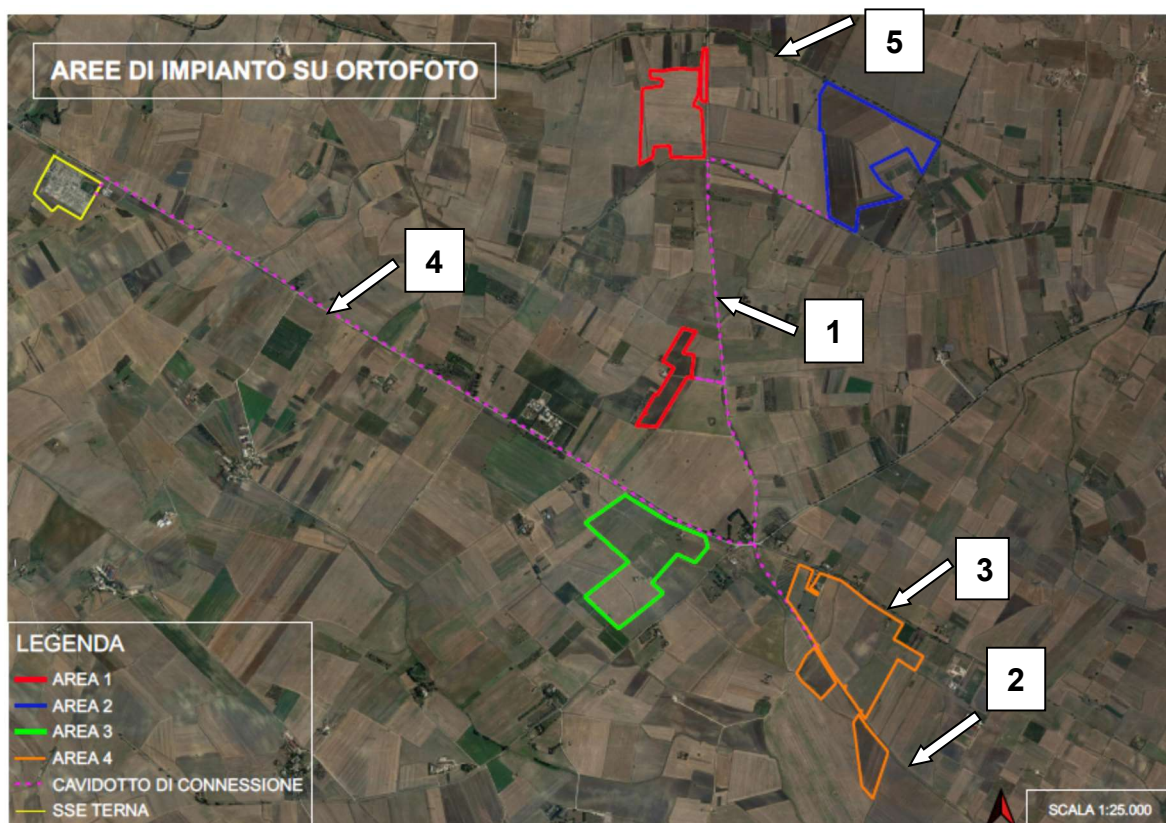 AREE DI IMPIANTO SU ORTOFOTO
5
4
1
3
2
LEGENDA
AREA 1
AREA 2
AREA 3
AREA 4
CAVIDOTTO DI CONNESSIONE
SSE TERNA
SCALA 1:25.000